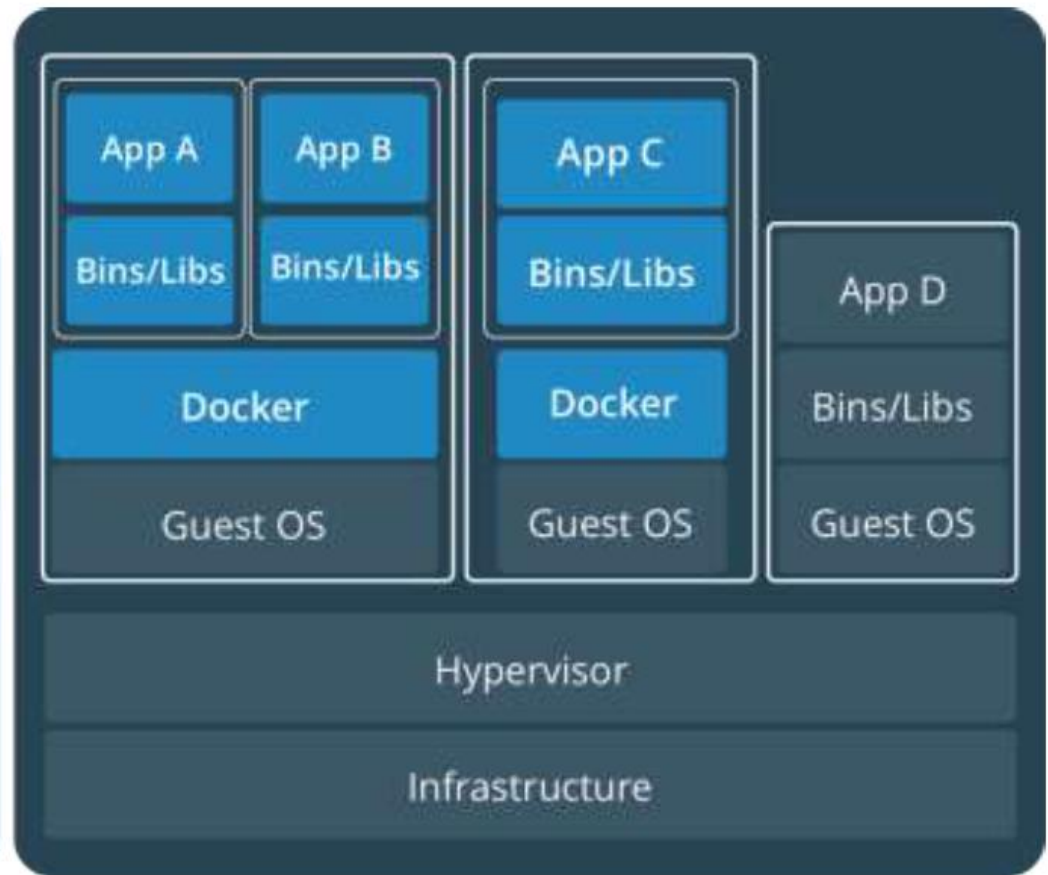 App A
App B
Bins/Libs
Bins/Libs
Docker
Guest OS
App C
Bins/Libs
Docker
Guest OS
App D
Bins/Libs
Guest OS
Hypervisor
Infrastructure